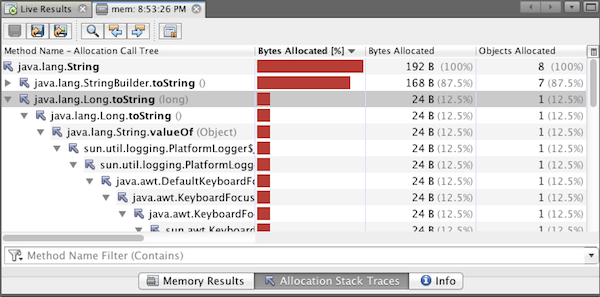 Live Results mem: 8:53:26 PM
Method Name – Allocation Call Tree Bytes Allocated [%] Bytes Allocated Objects Allocated
java.lang.String 192 B (100%) 8 (100%)
java.lang.StringBuilder.toString () 168 B (87.5%) 7 (87.5%)
java.lang.Long.toString (long) 24 B (12.5%) 1 (12.5%)
java.lang.Long.toString () 24 B (12.5%) 1 (12.5%)
java.lang.String.valueOf (Object) 24 B (12.5%) 1 (12.5%)
sun.util.logging.PlatformLogger$ 24 B (12.5%) 1 (12.5%)
sun.util.logging.PlatformLogg 24 B (12.5%) 1 (12.5%)
java.awt.DefaultKeyboardFo 24 B (12.5%) 1 (12.5%)
java.awt.KeyboardFocus 24 B (12.5%) 1 (12.5%)
java.awt.KeyboardFo 24 B (12.5%) 1 (12.5%)
sun.awt.Keyboard 24 B (12.5%) 1 (12.5%)
Method Name Filter (Contains)
Memory Results Allocation Stack Traces Info